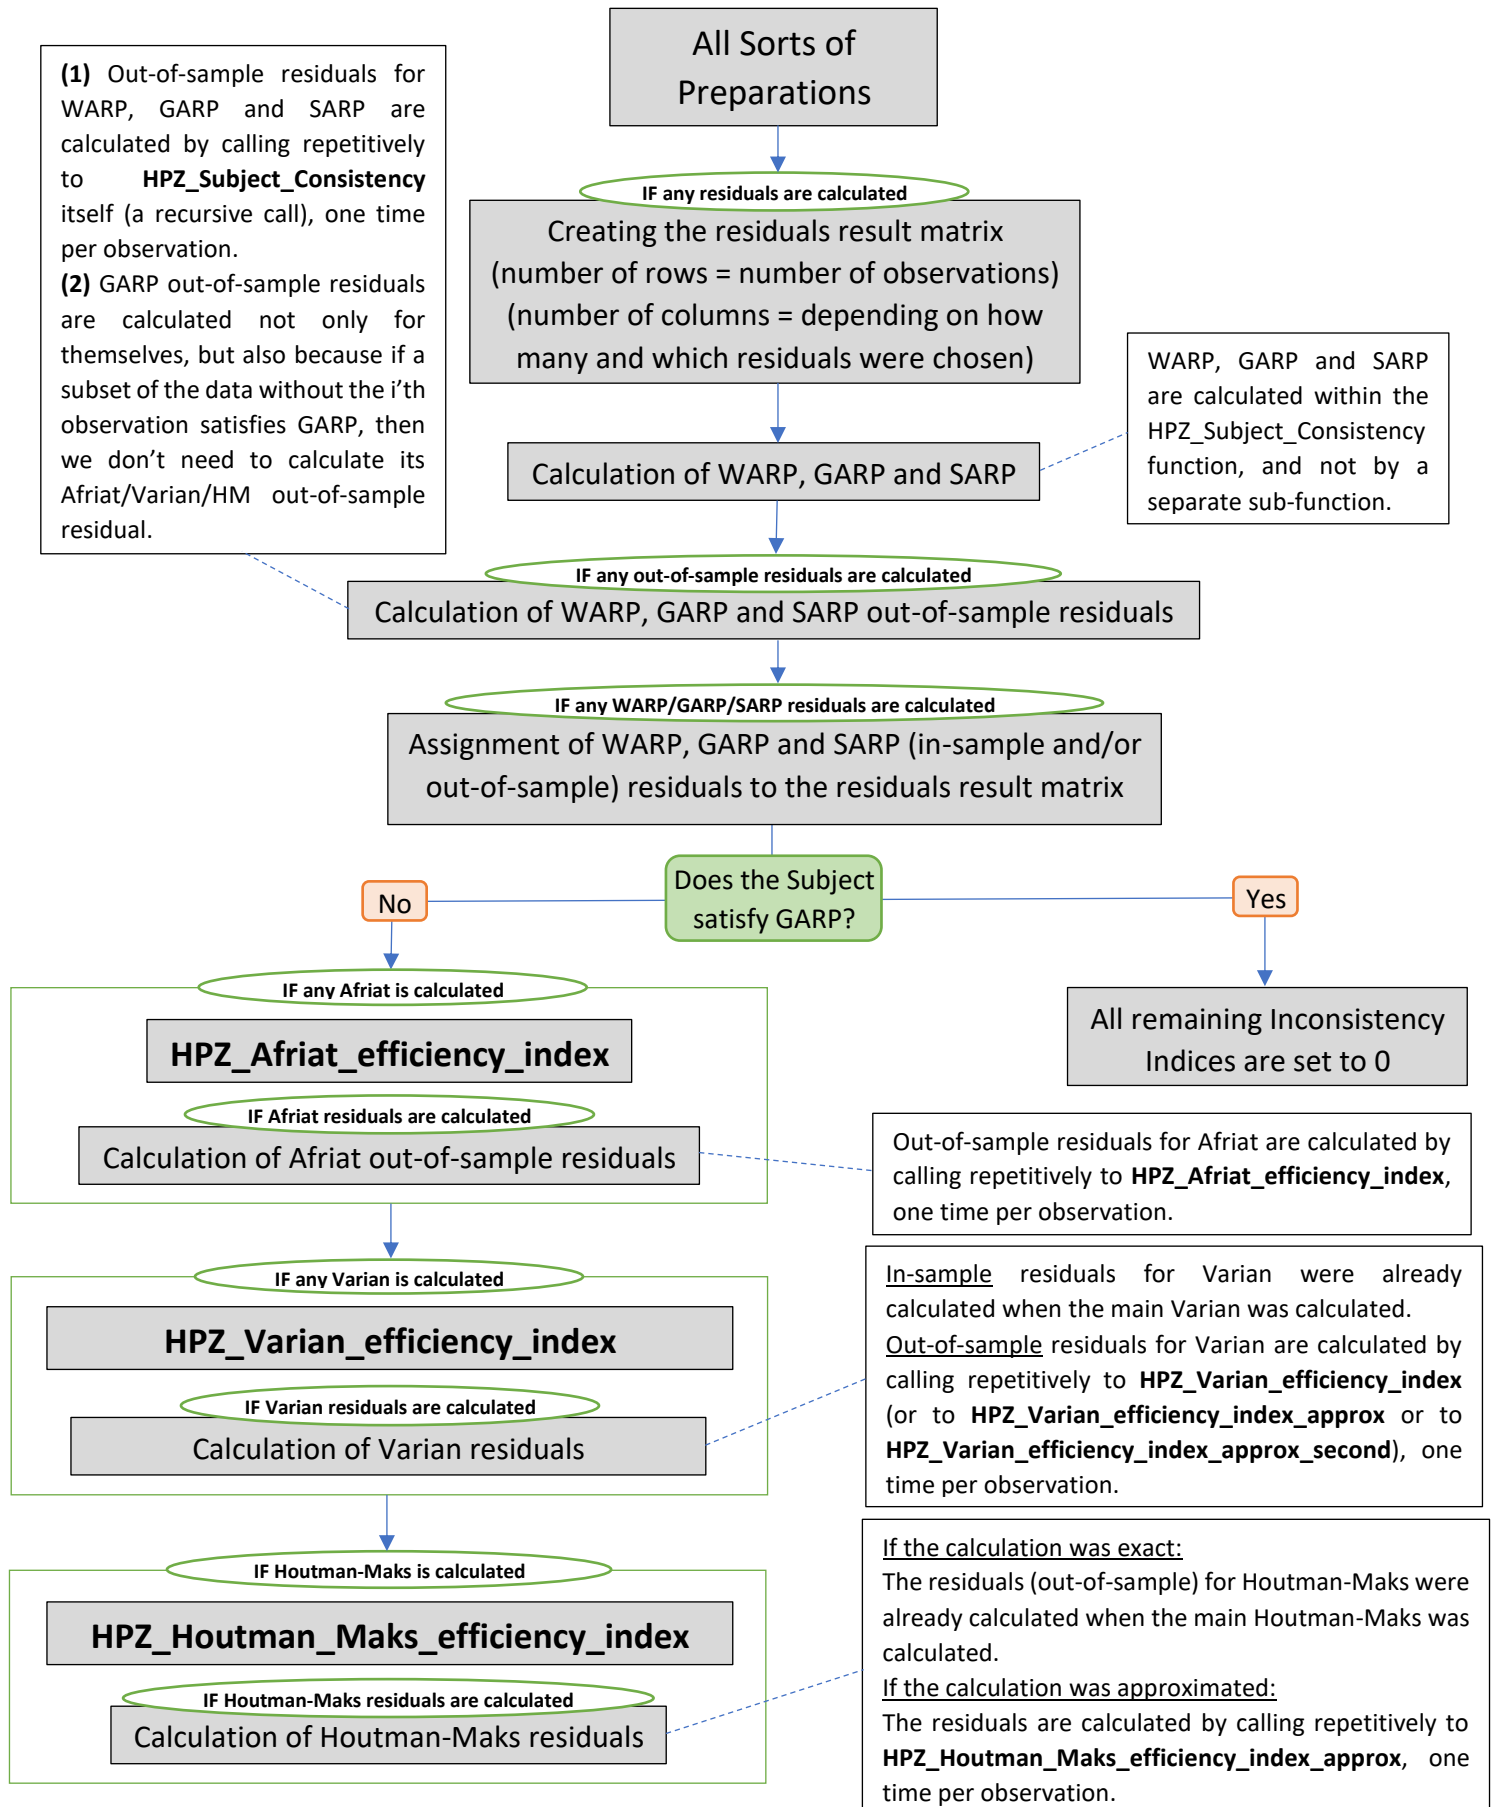 All Sorts of
Preparations
(1) Out-of-sample residuals for
WARP, GARP and SARP are
calculated by calling repetitively
to HPZ_Subject_Consistency
itself (a recursive call), one time
per observation.
(2) GARP out-of-sample residuals
are calculated not only for
themselves, but also because if a
subset of the data without the i’th
observation satisfies GARP, then
we don’t need to calculate its
Afriat/Varian/HM out-of-sample
residual.
IF any residuals are calculated
Creating the residuals result matrix
(number of rows = number of observations)
(number of columns = depending on how
many and which residuals were chosen)
WARP, GARP and SARP
are calculated within the
HPZ_Subject_Consistency
function, and not by a
separate sub-function.
Calculation of WARP, GARP and SARP
IF any out-of-sample residuals are calculated
Calculation of WARP, GARP and SARP out-of-sample residuals
IF any WARP/GARP/SARP residuals are calculated
Assignment of WARP, GARP and SARP (in-sample and/or
out-of-sample) residuals to the residuals result matrix
Does the Subject
satisfy GARP?
No
Yes
IF any Afriat is calculated
HPZ_Afriat_efficiency_index
IF Afriat residuals are calculated
Calculation of Afriat out-of-sample residuals
All remaining Inconsistency
Indices are set to 0
Out-of-sample residuals for Afriat are calculated by
calling repetitively to HPZ_Afriat_efficiency_index,
one time per observation.
IF any Varian is calculated
HPZ_Varian_efficiency_index
IF Varian residuals are calculated
Calculation of Varian residuals
In-sample residuals for Varian were already
calculated when the main Varian was calculated.
Out-of-sample residuals for Varian are calculated by
calling repetitively to HPZ_Varian_efficiency_index
(or to HPZ_Varian_efficiency_index_approx or to
HPZ_Varian_efficiency_index_approx_second), one
time per observation.
IF Houtman-Maks is calculated
HPZ_Houtman_Maks_efficiency_index
IF Houtman-Maks residuals are calculated
Calculation of Houtman-Maks residuals
If the calculation was exact:
The residuals (out-of-sample) for Houtman-Maks were
already calculated when the main Houtman-Maks was
calculated.
If the calculation was approximated:
The residuals are calculated by calling repetitively to
HPZ_Houtman_Maks_efficiency_index_approx, one
time per observation.